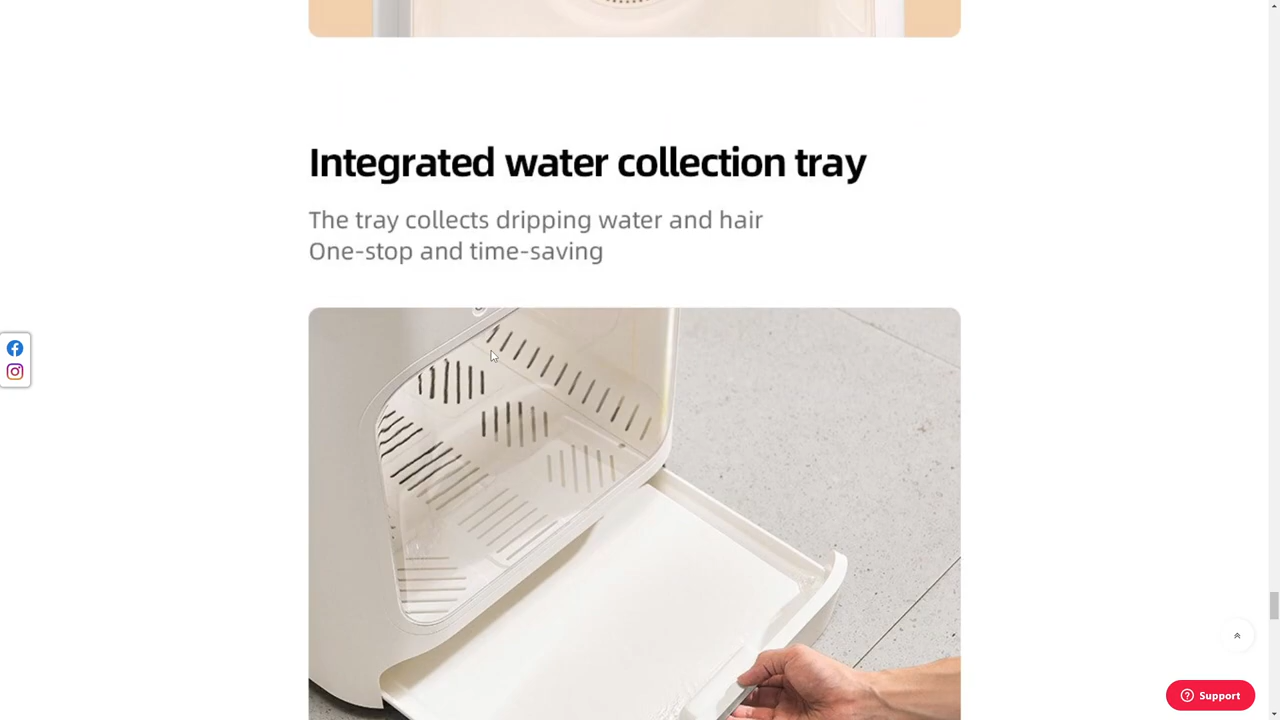 Integrated water collection tray
The tray collects dripping water and hair
One-stop and time-saving
Support